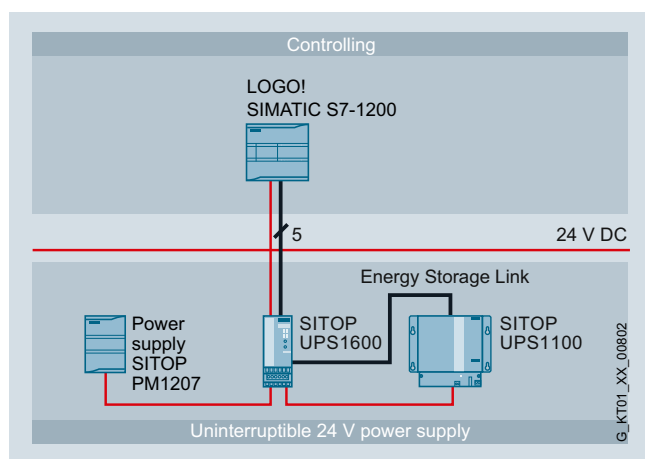 Controlling
LOGO!
SIMATIC S7-1200
5
24 V DC
Energy Storage Link
Power
supply
SITOP
PM1207
SITOP
UPS1600
SITOP
UPS1100
Uninterruptible 24 V power supply
G_KT01_XX_00802